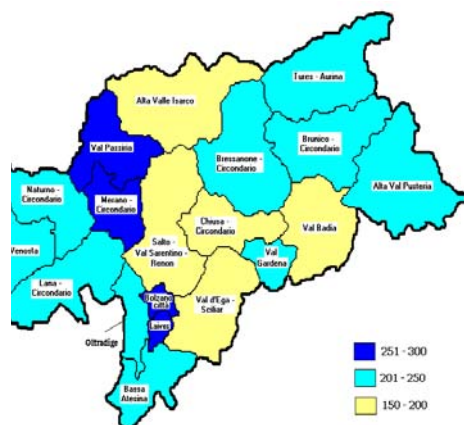 Tures - Aurina
Alta Valle Isarco
Val Passiria
Bressanone -
Circondario
Brunico -
Circondario
Alta Val Pusteria
Naturno -
Circondario
Merano -
Circondario
Chiusa -
Circondario
Val Badia
Venosta
Salto -
Val Sarentino -
Renon
Val
Gardena
Lana -
Circondario
Bolzano
città
Val d'Ega -
Sciliar
Laives
Oltradige
Bassa
Atesina
251 - 300
201 - 250
150 - 200